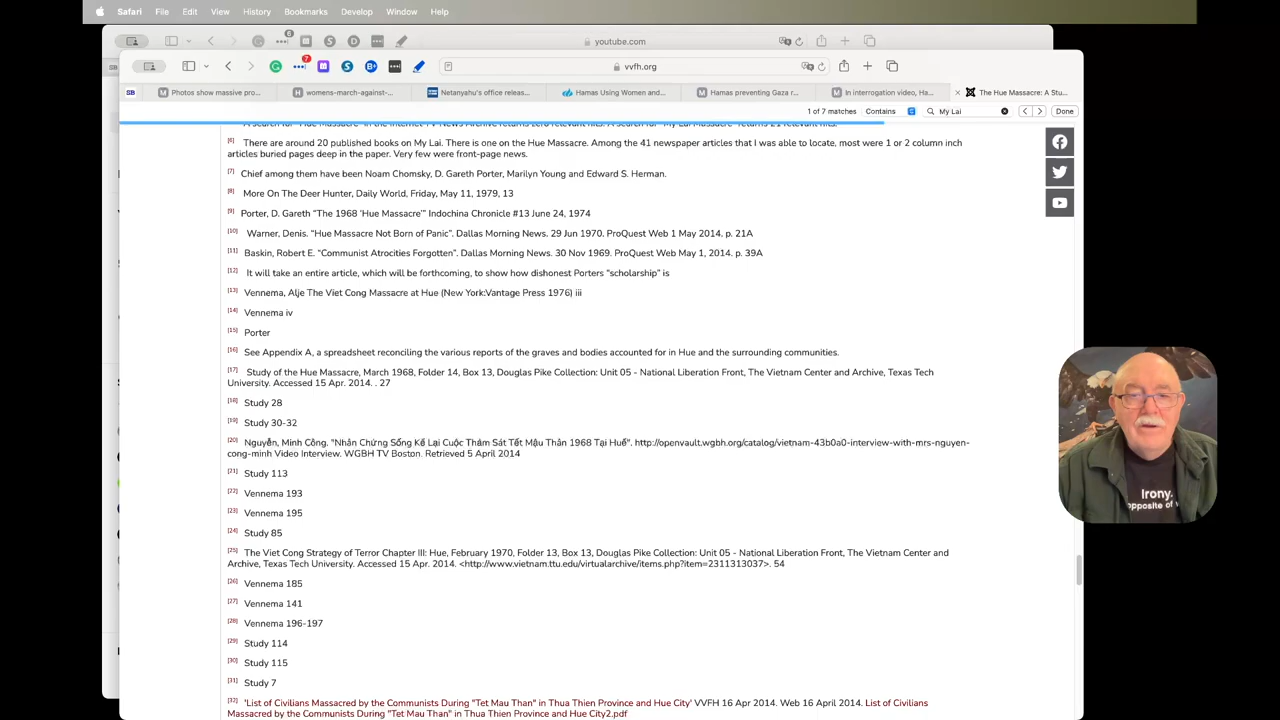 Safari File Edit View History Bookmarks Develop Window Help
6
youtube.com
7
vvfh.org
SB Photos show massive pro... womens-march-against-... Netanyahu's office releas... Hamas Using Women and... Hamas preventing Gaza r... In interrogation video, Ha... The Hue Massacre: A Stu...
1 of 7 matches Contains My Lai Done
[6] There are around 20 published books on My Lai. There is one on the Hue Massacre. Among the 41 newspaper articles that I was able to locate, most were 1 or 2 column inch
articles buried pages deep in the paper. Very few were front-page news.
[7] Chief among them have been Noam Chomsky, D. Gareth Porter, Marilyn Young and Edward S. Herman.
[8] More On The Deer Hunter, Daily World, Friday, May 11, 1979, 13
[9] Porter, D. Gareth "The 1968 'Hue Massacre'" Indochina Chronicle #13 June 24, 1974
[10] Warner, Denis. "Hue Massacre Not Born of Panic". Dallas Morning News. 29 Jun 1970. ProQuest Web 1 May 2014. p. 21A
[11] Baskin, Robert E. "Communist Atrocities Forgotten". Dallas Morning News. 30 Nov 1969. ProQuest Web May 1, 2014. p. 39A
[12] It will take an entire article, which will be forthcoming, to show how dishonest Porters "scholarship" is
[13] Vennema, Alje The Viet Cong Massacre at Hue (New York:Vantage Press 1976) iii
[14] Vennema iv
[15] Porter
[16] See Appendix A, a spreadsheet reconciling the various reports of the graves and bodies accounted for in Hue and the surrounding communities.
[17] Study of the Hue Massacre, March 1968, Folder 14, Box 13, Douglas Pike Collection: Unit 05 - National Liberation Front, The Vietnam Center and Archive, Texas Tech
University. Accessed 15 Apr. 2014. . 27
[18] Study 28
[19] Study 30-32
[20] Nguyễn, Minh Công. "Nhân Chứng Sống Kể Lại Cuộc Thảm Sát Tết Mậu Thân 1968 Tại Huế". http://openvault.wgbh.org/catalog/vietnam-43b0a0-interview-with-mrs-nguyen-
cong-minh Video Interview. WGBH TV Boston. Retrieved 5 April 2014
[21] Study 113
[22] Vennema 193
[23] Vennema 195
[24] Study 85
[25] The Viet Cong Strategy of Terror Chapter III: Hue, February 1970, Folder 13, Box 13, Douglas Pike Collection: Unit 05 - National Liberation Front, The Vietnam Center and
Archive, Texas Tech University. Accessed 15 Apr. 2014. <http://www.vietnam.ttu.edu/virtualarchive/items.php?item=2311313037>. 54
[26] Vennema 185
[27] Vennema 141
[28] Vennema 196-197
[29] Study 114
[30] Study 115
[31] Study 7
[32] 'List of Civilians Massacred by the Communists During "Tet Mau Than" in Thua Thien Province and Hue City' VVFH 16 Apr 2014. Web 16 April 2014. List of Civilians
Massacred by the Communists During "Tet Mau Than" in Thua Thien Province and Hue City2.pdf
Irony.
opposite of